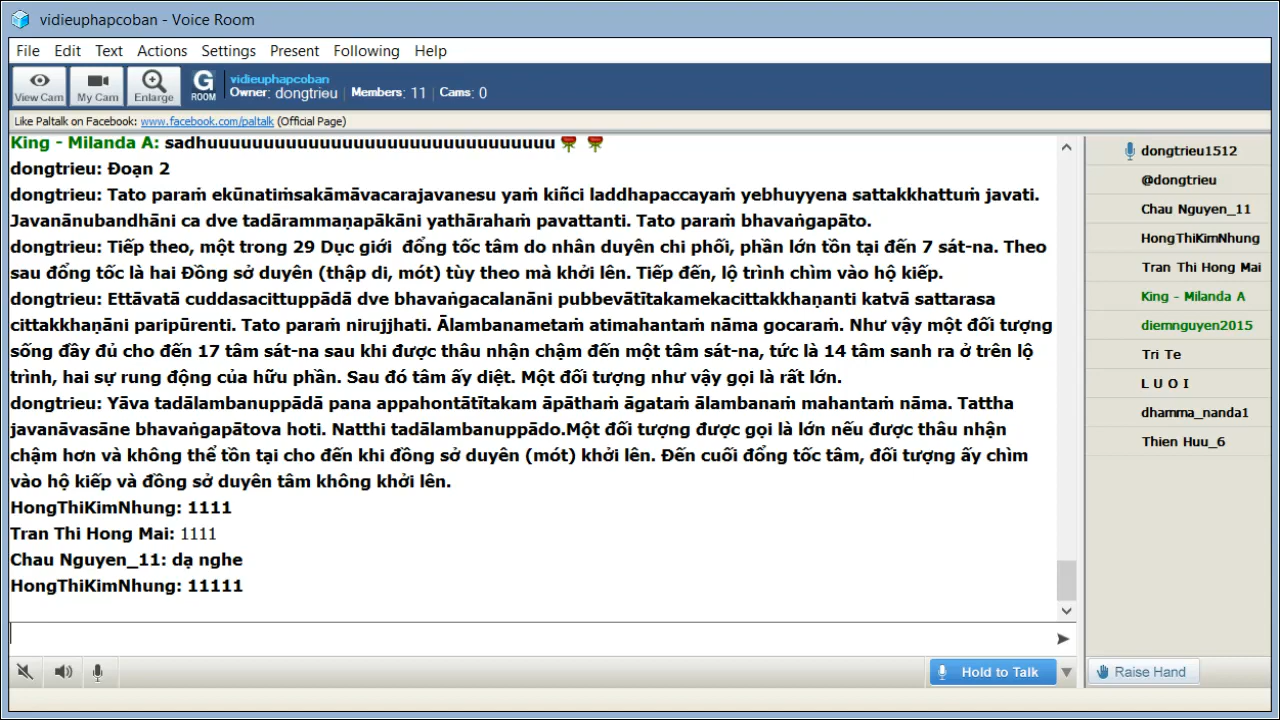 vidieuphapcoban - Voice Room
File Edit Text Actions Settings Present Following Help
View Cam My Cam Enlarge G ROOM
vidieuphapcoban
Owner: dongtrieu | Members: 11 | Cams: 0
Like Paltalk on Facebook: www.facebook.com/paltalk (Official Page)
King - Milanda A: sadhuuuuuuuuuuuuuuuuuuuuuuuuuuuuuuu
dongtrieu: Đoạn 2
dongtrieu: Tato paraṁ ekūnatiṁsakāmāvacarajavanesu yaṁ kiñci laddhapaccayaṁ yebhuyyena sattakkhattuṁ javati.
Javanānubandhāni ca dve tadārammaṇapākāni yathārahaṁ pavattanti. Tato paraṁ bhavaṅgapāto.
dongtrieu: Tiếp theo, một trong 29 Dục giới đổng tốc tâm do nhân duyên chi phối, phần lớn tồn tại đến 7 sát-na. Theo
sau đổng tốc là hai Đồng sở duyên (thập di, mót) tùy theo mà khởi lên. Tiếp đến, lộ trình chìm vào hộ kiếp.
dongtrieu: Ettāvatā cuddasacittuppādā dve bhavaṅgacalanāni pubbevātītakamekacittakkhaṇanti katvā sattarasa
cittakkhaṇāni paripūrenti. Tato paraṁ nirujjhati. Ālambanametaṁ atimahantaṁ nāma gocaraṁ. Như vậy một đối tượng
sống đầy đủ cho đến 17 tâm sát-na sau khi được thâu nhận chậm đến một tâm sát-na, tức là 14 tâm sanh ra ở trên lộ
trình, hai sự rung động của hữu phần. Sau đó tâm ấy diệt. Một đối tượng như vậy gọi là rất lớn.
dongtrieu: Yāva tadālambanuppādā pana appahontātītakam āpāthaṁ āgataṁ ālambanaṁ mahantaṁ nāma. Tattha
javanāvasāne bhavaṅgapātova hoti. Natthi tadālambanuppādo.Một đối tượng được gọi là lớn nếu được thâu nhận
chậm hơn và không thể tồn tại cho đến khi đồng sở duyên (mót) khởi lên. Đến cuối đổng tốc tâm, đối tượng ấy chìm
vào hộ kiếp và đồng sở duyên tâm không khởi lên.
HongThiKimNhung: 1111
Tran Thi Hong Mai: 1111
Chau Nguyen_11: dạ nghe
HongThiKimNhung: 11111
Hold to Talk
dongtrieu1512
@dongtrieu
Chau Nguyen_11
HongThiKimNhung
Tran Thi Hong Mai
King - Milanda A
diemnguyen2015
Tri Te
L U O I
dhamma_nanda1
Thien Huu_6
Raise Hand